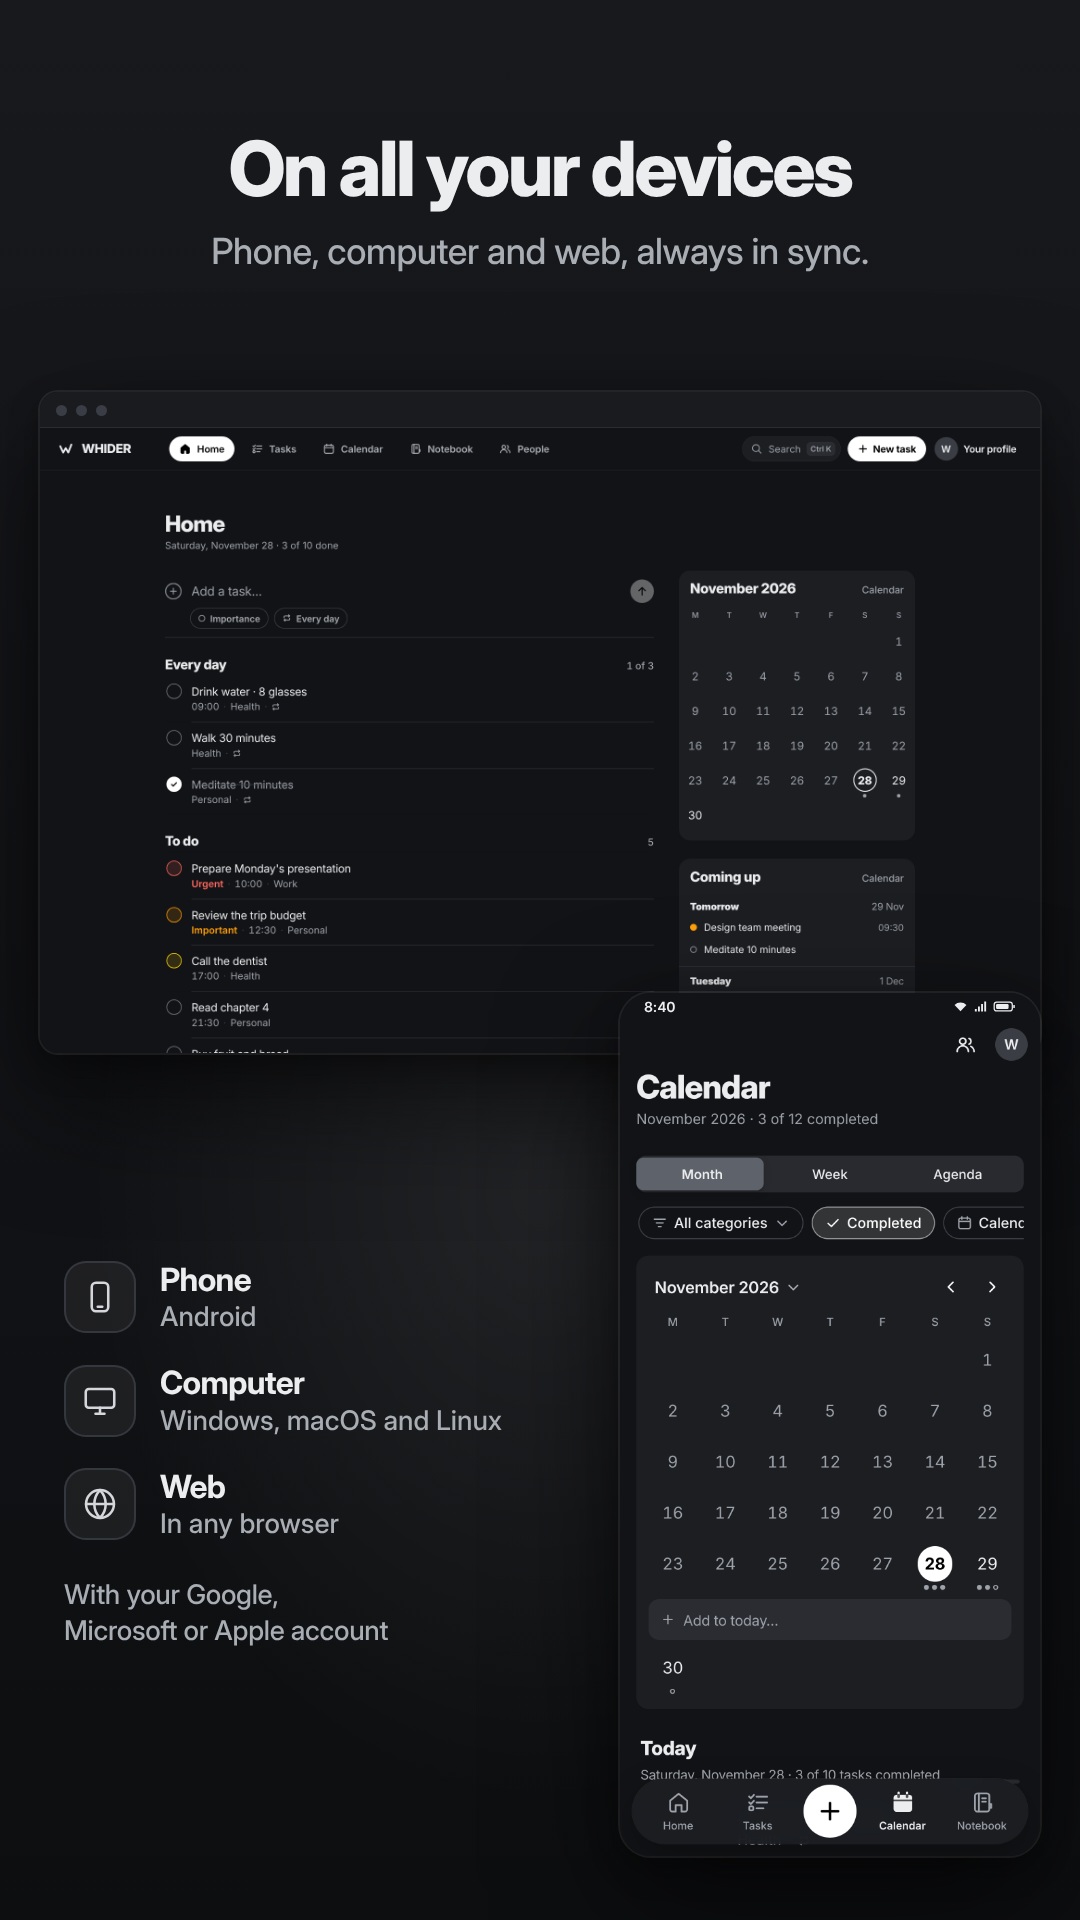 On all your devices
Phone, computer and web, always in sync.
WHIDER Home Tasks Calendar Notebook People Search Ctrl K + New task W Your profile
Home
Saturday, November 28 · 3 of 10 done
Add a task...
Importance Every day
Every day 1 of 3
Drink water · 8 glasses
09:00 · Health
Walk 30 minutes
Health
Meditate 10 minutes
Personal
To do 5
Prepare Monday's presentation
Urgent · 10:00 · Work
Review the trip budget
Important · 12:30 · Personal
Call the dentist
17:00 · Health
Read chapter 4
21:30 · Personal
November 2026 Calendar
M T W T F S S
1
2 3 4 5 6 7 8
9 10 11 12 13 14 15
16 17 18 19 20 21 22
23 24 25 26 27 28 29
30
Coming up Calendar
Tomorrow 29 Nov
Design team meeting 09:30
Meditate 10 minutes
Tuesday 1 Dec
8:40
W
Calendar
November 2026 · 3 of 12 completed
Month Week Agenda
All categories Completed Calenc
November 2026
M T W T F S S
1
2 3 4 5 6 7 8
9 10 11 12 13 14 15
16 17 18 19 20 21 22
23 24 25 26 27 28 29
+ Add to today...
30
Today
Saturday, November 28 · 3 of 10 tasks completed
Home Tasks + Calendar Notebook
Phone
Android
Computer
Windows, macOS and Linux
Web
In any browser
With your Google,
Microsoft or Apple account